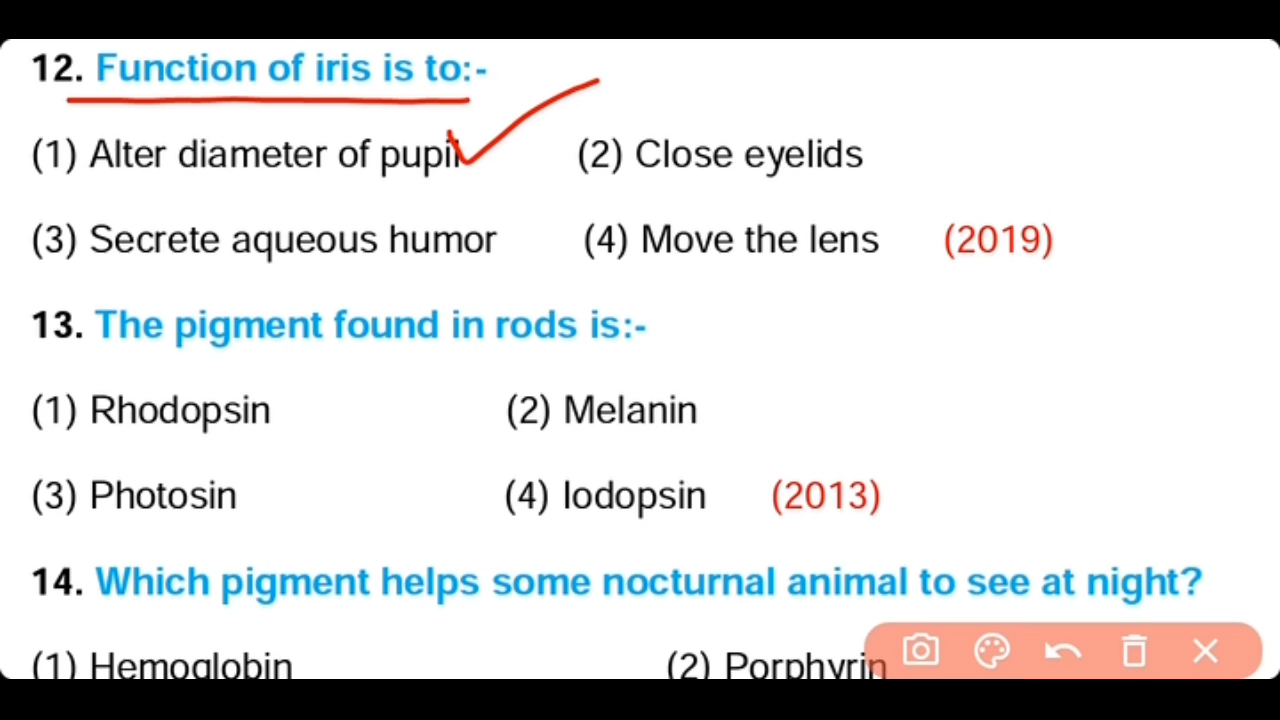 12. Function of iris is to:-
(1) Alter diameter of pupil (2) Close eyelids
(3) Secrete aqueous humor (4) Move the lens (2019)
13. The pigment found in rods is:-
(1) Rhodopsin (2) Melanin
(3) Photosin (4) Iodopsin (2013)
14. Which pigment helps some nocturnal animal to see at night?
(1) Hemoglobin (2) Porphyrin